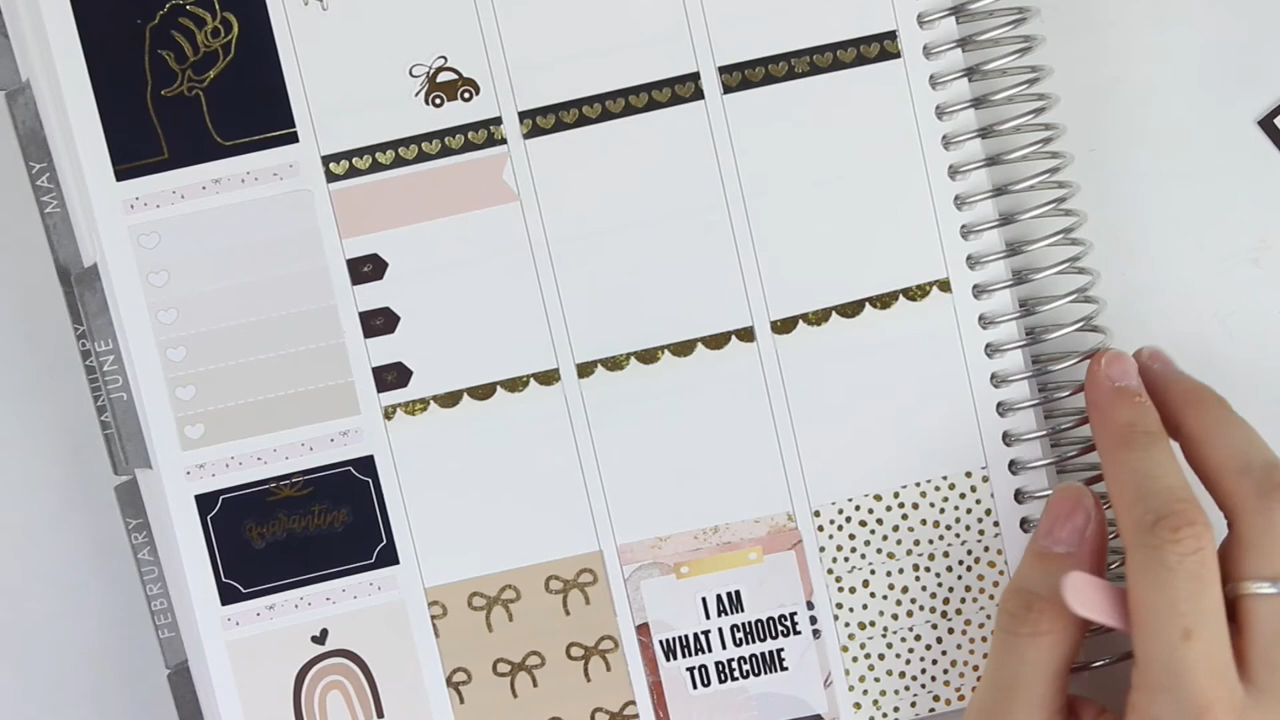 MAY
JANUARY
JUNE
FEBRUARY
quarantine
I AM
WHAT I CHOOSE
TO BECOME